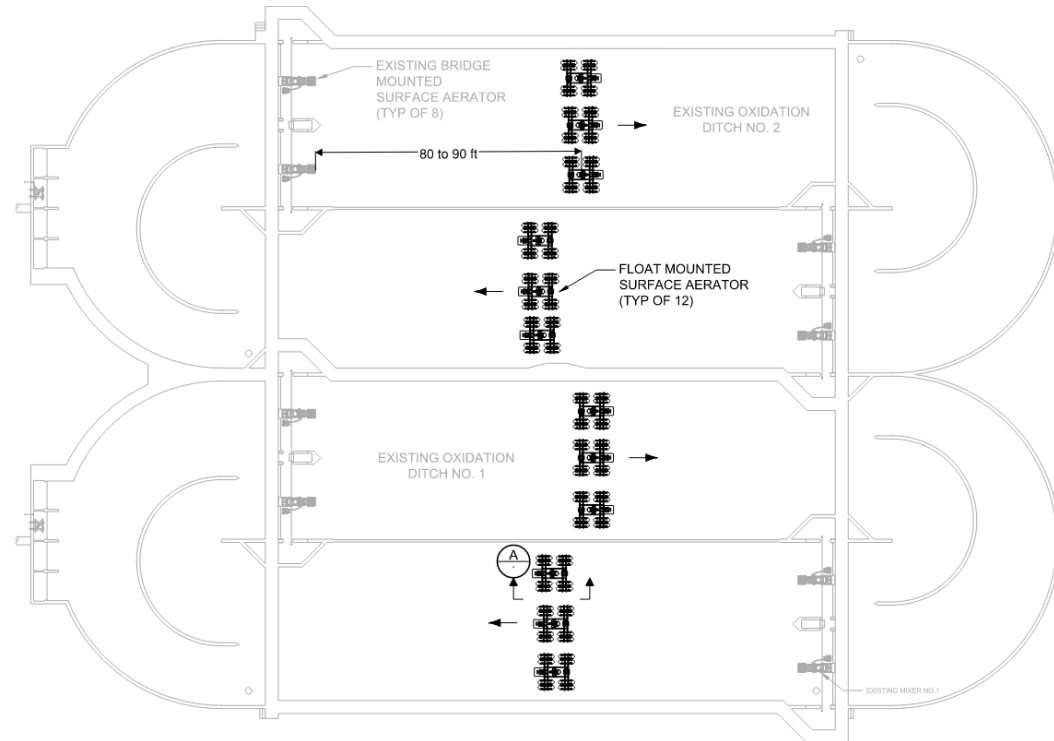 EXISTING BRIDGE
MOUNTED
SURFACE AERATOR
(TYP OF 8)
EXISTING OXIDATION
DITCH NO. 2
80 to 90 ft
FLOAT MOUNTED
SURFACE AERATOR
(TYP OF 12)
EXISTING OXIDATION
DITCH NO. 1
A
-
EXISTING MIXER NO.1